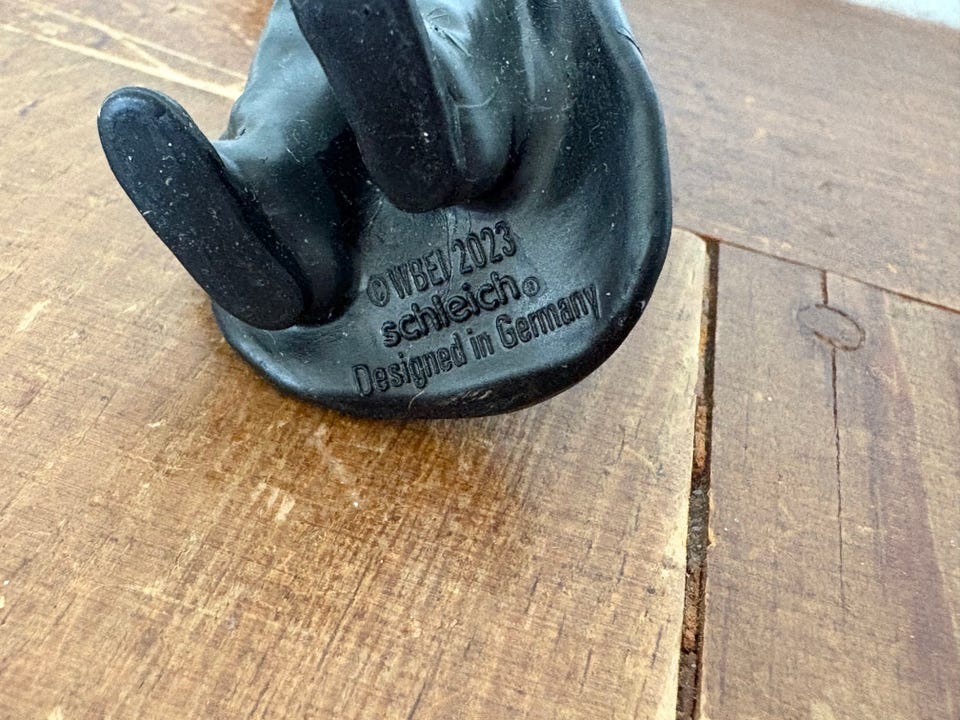 ©WBEI 2023
schleich®
Designed in Germany